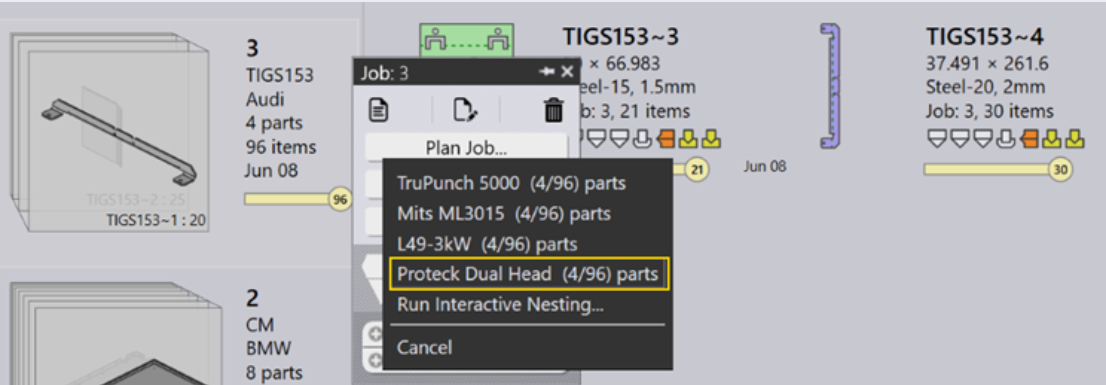 3
TIGS153
Audi
4 parts
96 items
Jun 08
96
TIGS153~2 : 25
TIGS153~1 : 20
2
CM
BMW
8 parts
Job: 3
Plan Job...
TruPunch 5000 (4/96) parts
Mits ML3015 (4/96) parts
L49-3kW (4/96) parts
Proteck Dual Head (4/96) parts
Run Interactive Nesting...
Cancel
TIGS153~3
× 66.983
eel-15, 1.5mm
b: 3, 21 items
21
Jun 08
TIGS153~4
37.491 × 261.6
Steel-20, 2mm
Job: 3, 30 items
30